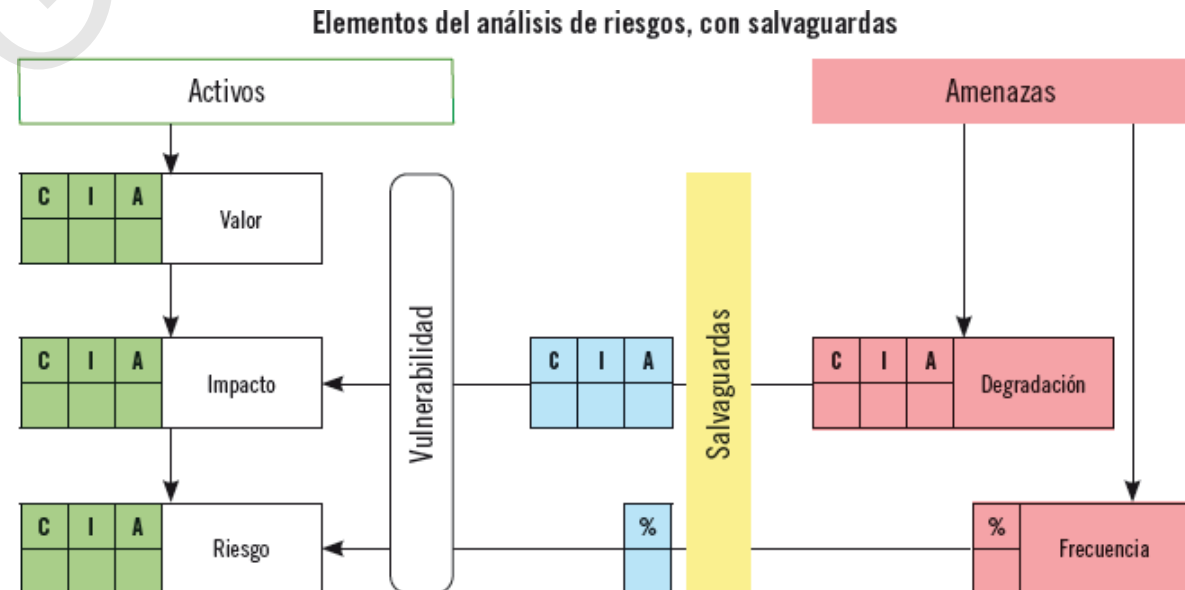 Elementos del análisis de riesgos, con salvaguardas
Activos
Amenazas
C I A
Valor
Vulnerabilidad
Salvaguardas
C I A
Impacto
C I A
C I A
Degradación
C I A
Riesgo
%
%
Frecuencia